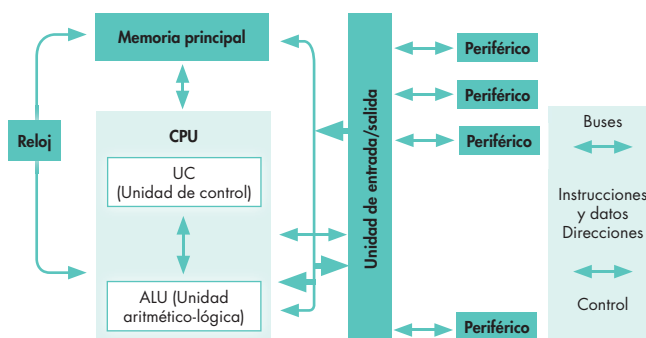 Memoria principal
Reloj
CPU
UC
(Unidad de control)
ALU (Unidad
aritmético-lógica)
Unidad de entrada/salida
Periférico
Periférico
Periférico
Periférico
Buses
Instrucciones
y datos
Direcciones
Control